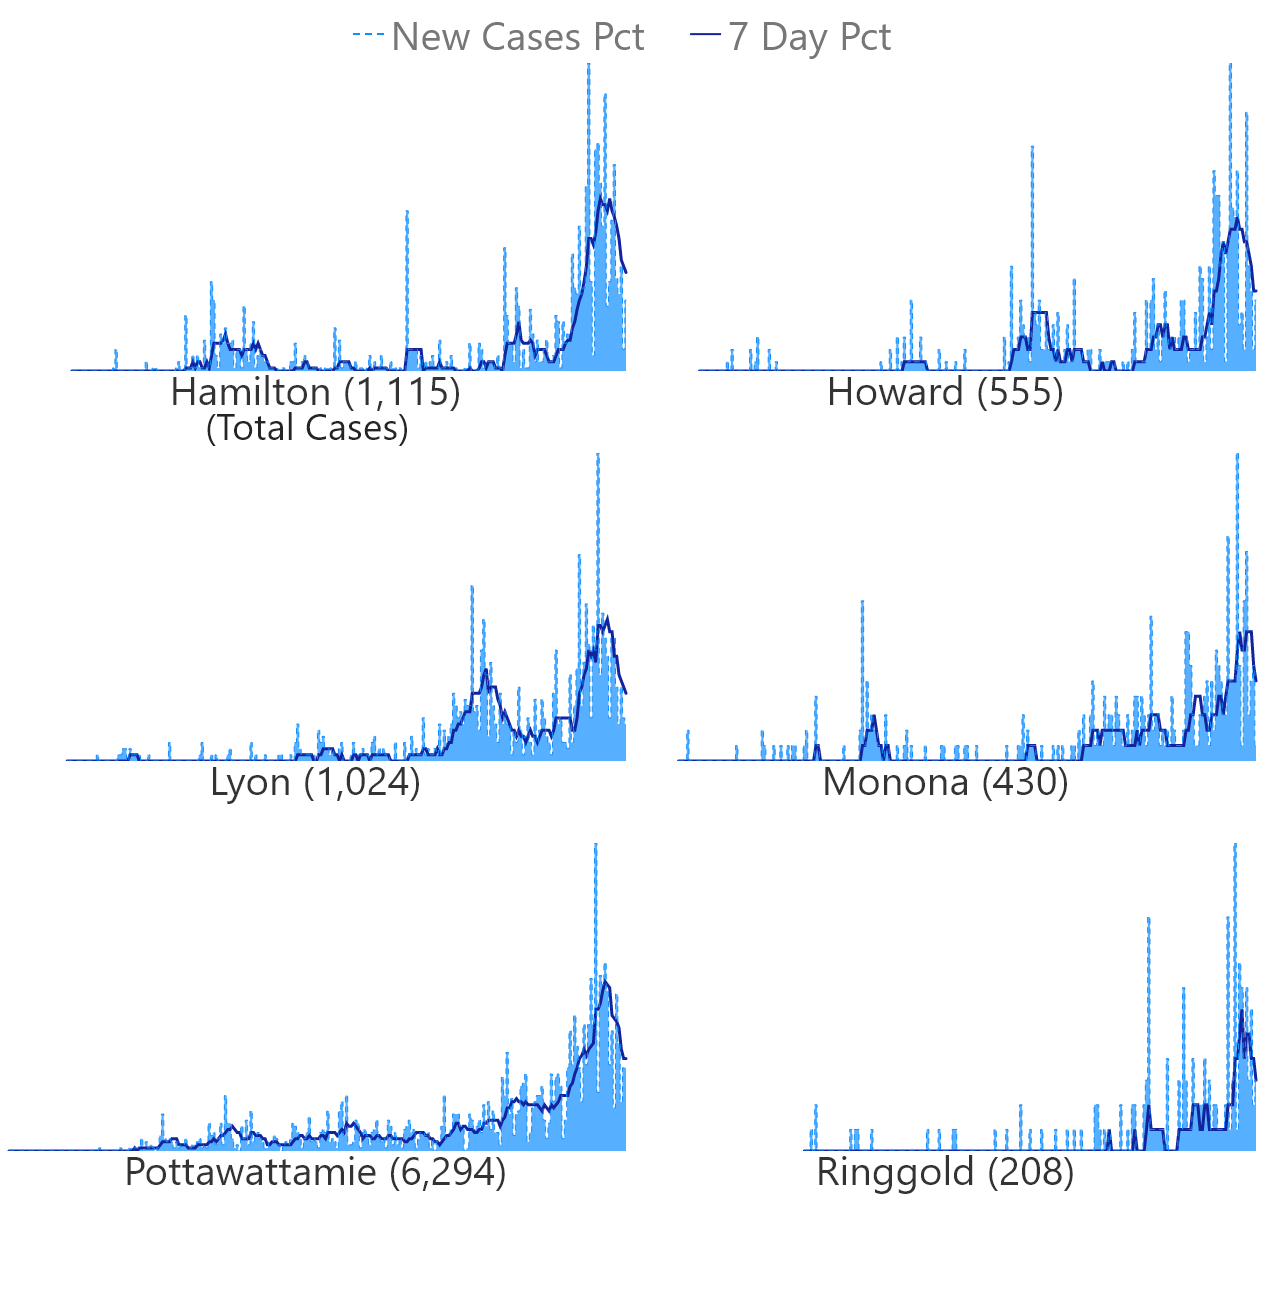 New Cases Pct 7 Day Pct
Hamilton (1,115)
(Total Cases)
Howard (555)
Lyon (1,024)
Monona (430)
Pottawattamie (6,294)
Ringgold (208)